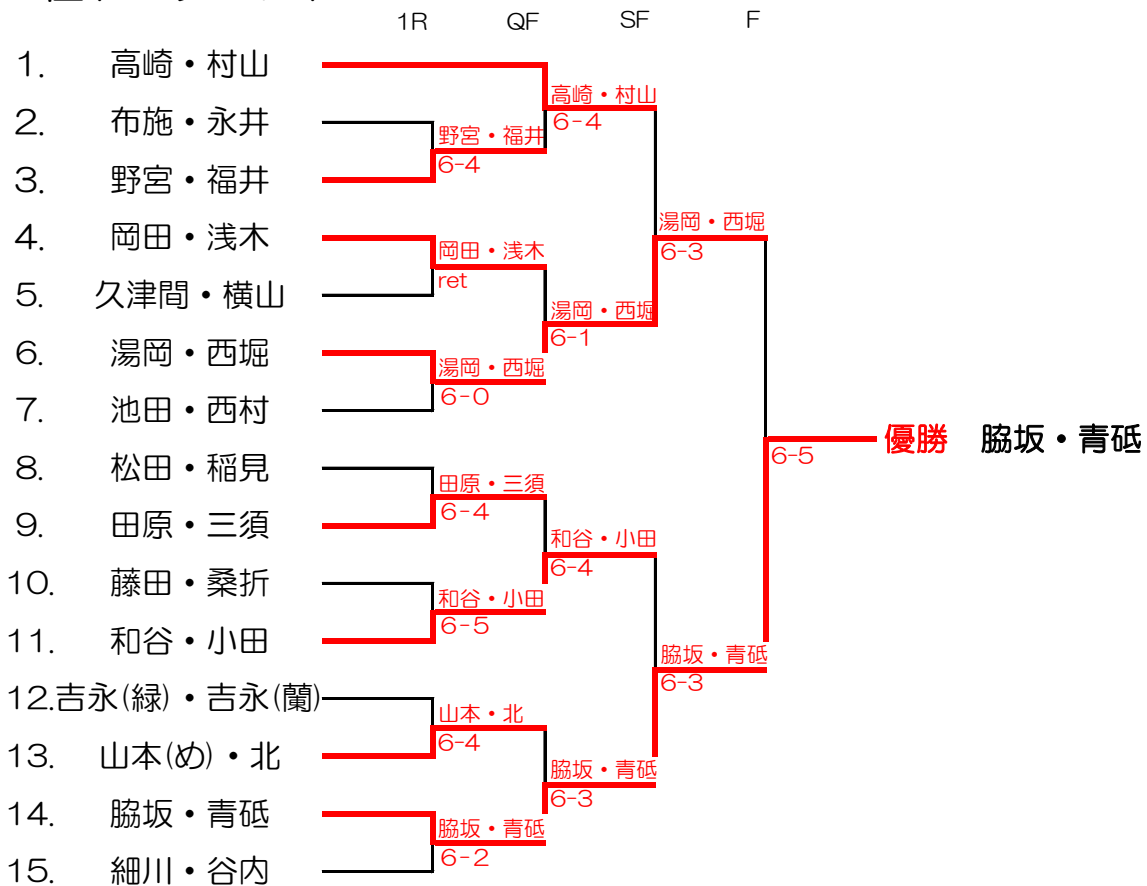 1R QF SF F
1. 高崎・村山
高崎・村山
6-4
2. 布施・永井
野宮・福井
6-4
3. 野宮・福井
湯岡・西堀
6-3
4. 岡田・浅木
岡田・浅木
ret
5. 久津間・横山
湯岡・西堀
6-1
6. 湯岡・西堀
湯岡・西堀
6-0
7. 池田・西村
優勝 脇坂・青砥
6-5
8. 松田・稲見
田原・三須
6-4
9. 田原・三須
和谷・小田
6-4
10. 藤田・桑折
和谷・小田
6-5
11. 和谷・小田
脇坂・青砥
6-3
12.吉永(緑)・吉永(蘭)
山本・北
6-4
13. 山本(め)・北
脇坂・青砥
6-3
14. 脇坂・青砥
脇坂・青砥
6-2
15. 細川・谷内